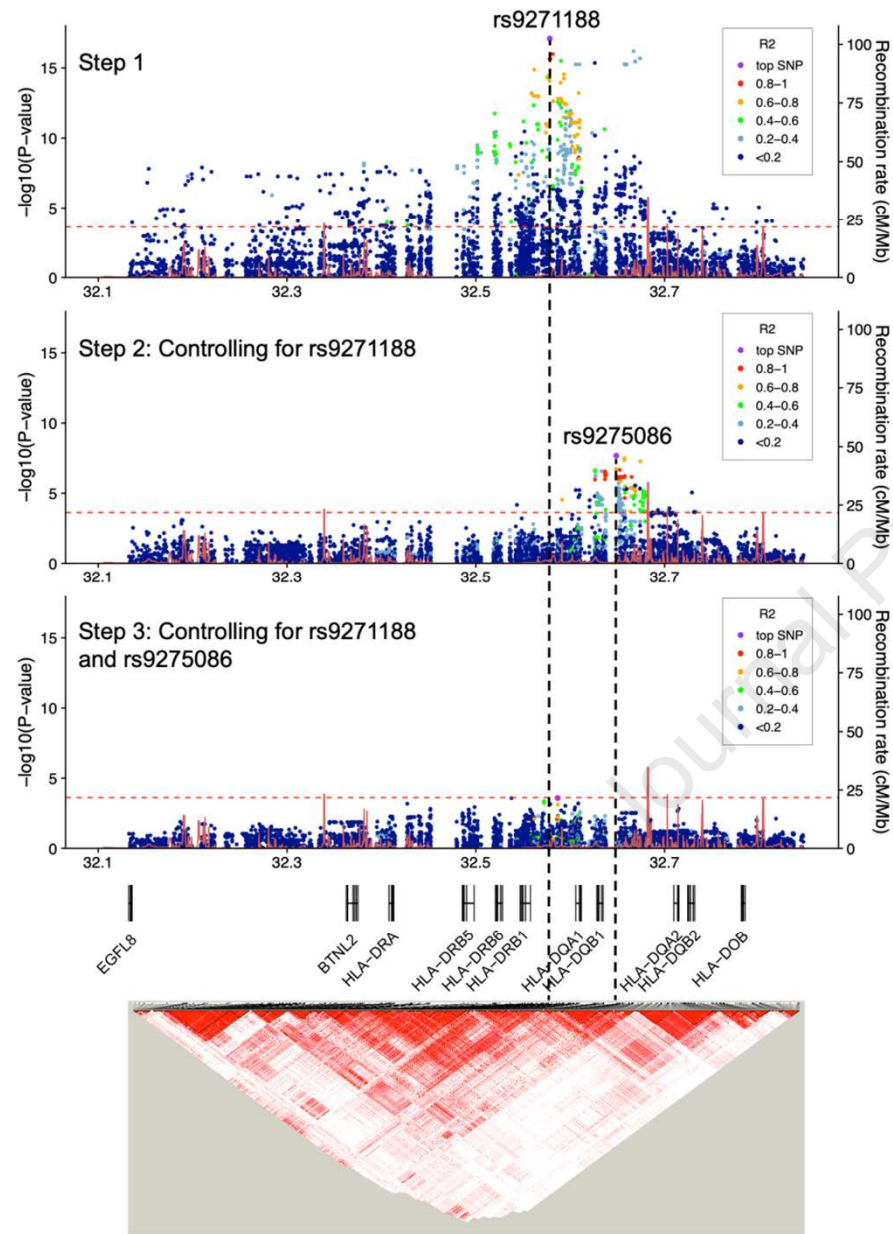 rs9271188
Step 1
−log10(P−value)
15
10
5
0
32.1
32.3
32.5
32.7
R2
top SNP
0.8−1
0.6−0.8
0.4−0.6
0.2−0.4
<0.2
100
75
50
25
0
Recombination rate (cM/Mb)
Step 2: Controlling for rs9271188
rs9275086
−log10(P−value)
15
10
5
0
32.1
32.3
32.5
32.7
R2
top SNP
0.8−1
0.6−0.8
0.4−0.6
0.2−0.4
<0.2
100
75
50
25
0
Recombination rate (cM/Mb)
Step 3: Controlling for rs9271188
and rs9275086
−log10(P−value)
15
10
5
0
32.1
32.3
32.5
32.7
R2
top SNP
0.8−1
0.6−0.8
0.4−0.6
0.2−0.4
<0.2
100
75
50
25
0
Recombination rate (cM/Mb)
Journal P
EGFL8
BTNL2
HLA−DRA
HLA−DRB5
HLA−DRB6
HLA−DRB1
HLA−DQA1
HLA−DQB1
HLA−DQA2
HLA−DQB2
HLA−DOB